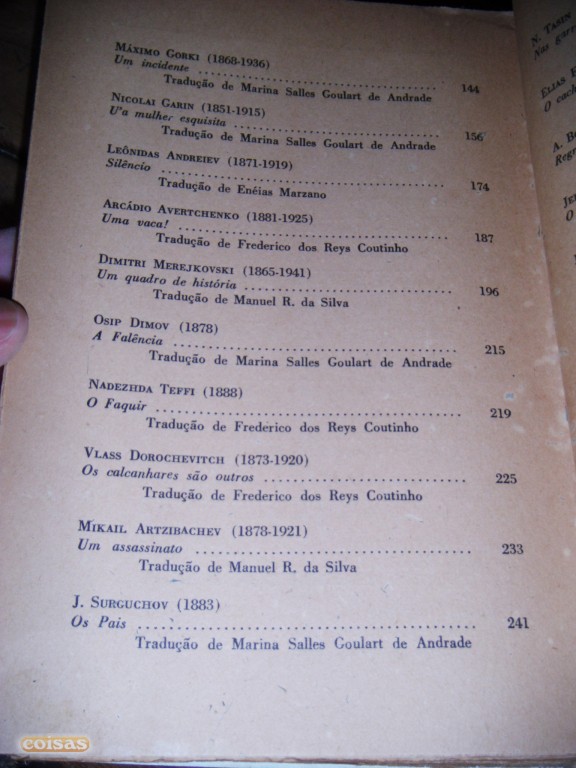 MÁXIMO GORKI (1868-1936)
Um incidente ........ 144
Tradução de Marina Salles Goulart de Andrade
NICOLAI GARIN (1851-1915)
U'a mulher esquisita ........ 156
Tradução de Marina Salles Goulart de Andrade
LEÔNIDAS ANDREIEV (1871-1919)
Silêncio ........ 174
Tradução de Enéias Marzano
ARCÁDIO AVERTCHENKO (1881-1925)
Uma vaca! ........ 187
Tradução de Frederico dos Reys Coutinho
DIMITRI MEREJKOVSKI (1865-1941)
Um quadro de história ........ 196
Tradução de Manuel R. da Silva
OSIP DIMOV (1878)
A Falência ........ 215
Tradução de Marina Salles Goulart de Andrade
NADEZHDA TEFFI (1888)
O Faquir ........ 219
Tradução de Frederico dos Reys Coutinho
VLASS DOROCHEVITCH (1873-1920)
Os calcanhares são outros ........ 225
Tradução de Frederico dos Reys Coutinho
MIKAIL ARTZIBACHEV (1878-1921)
Um assassinato ........ 233
Tradução de Manuel R. da Silva
J. SURGUCHOV (1883)
Os Pais ........ 241
Tradução de Marina Salles Goulart de Andrade
N. TASIN
Nas
ELIAS
O
A.
O
coisas